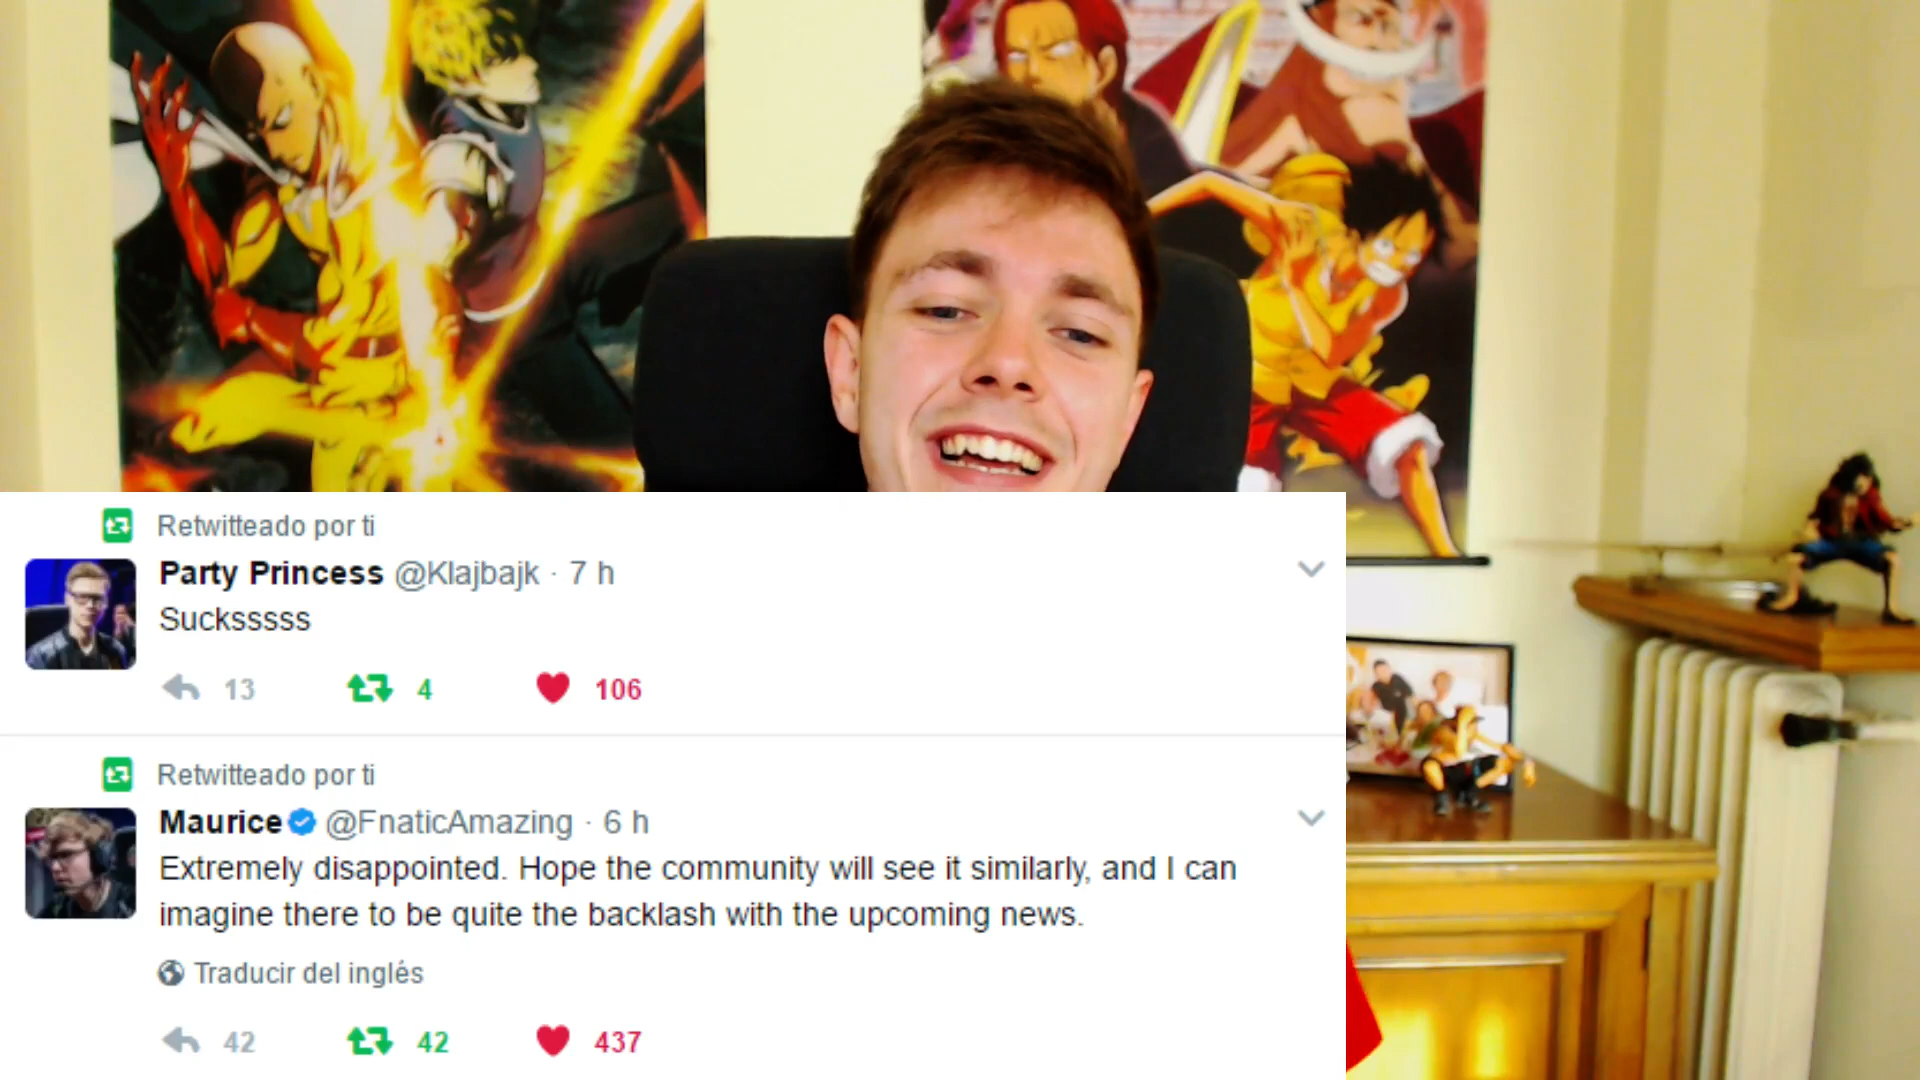 Retwitteado por ti
Party Princess @Klajbajk · 7 h
Sucksssss
13 4 106
Retwitteado por ti
Maurice @FnaticAmazing · 6 h
Extremely disappointed. Hope the community will see it similarly, and I can
imagine there to be quite the backlash with the upcoming news.
Traducir del inglés
42 42 437